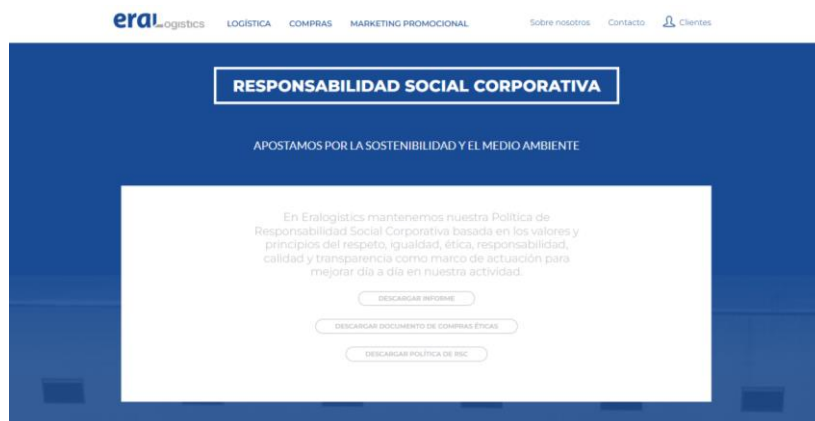 eraLogistics LOGÍSTICA COMPRAS MARKETING PROMOCIONAL Sobre nosotros Contacto Clientes
RESPONSABILIDAD SOCIAL CORPORATIVA
APOSTAMOS POR LA SOSTENIBILIDAD Y EL MEDIO AMBIENTE
En Eralogistics mantenemos nuestra Política de
Responsabilidad Social Corporativa basada en los valores y
principios del respeto, igualdad, ética, responsabilidad,
calidad y transparencia como marco de actuación para
mejorar día a día en nuestra actividad.
DESCARGAR INFORME
DESCARGAR DOCUMENTO DE COMPRAS ÉTICAS
DESCARGAR POLÍTICA DE RSC